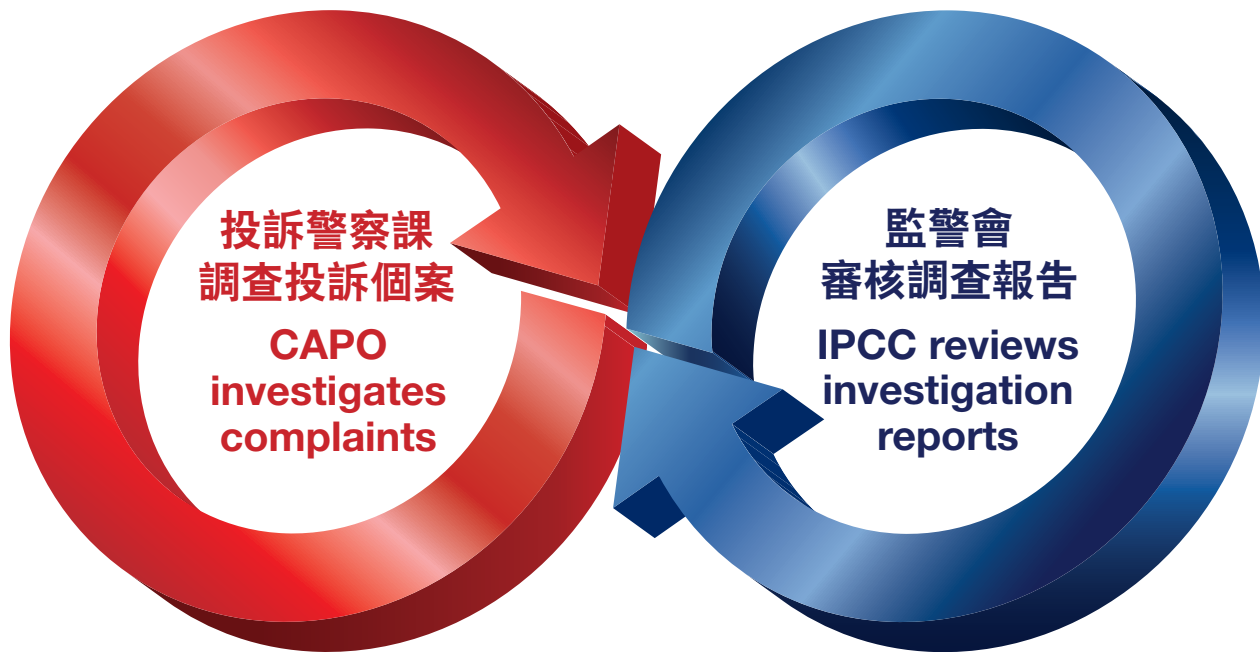 投訴警察課
調查投訴個案
CAPO
investigates
complaints
監警會
審核調查報告
IPCC reviews
investigation
reports